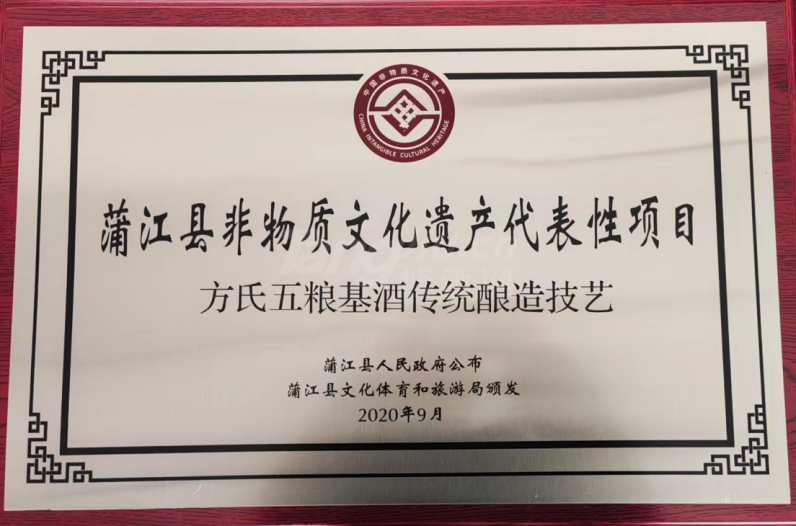 中国非物质文化遗产
CHINA INTANGIBLE CULTURAL HERITAGE
蒲江县非物质文化遗产代表性项目
方氏五粮基酒传统酿造技艺
蒲江县人民政府公布
蒲江县文化体育和旅游局颁发
2020年9月